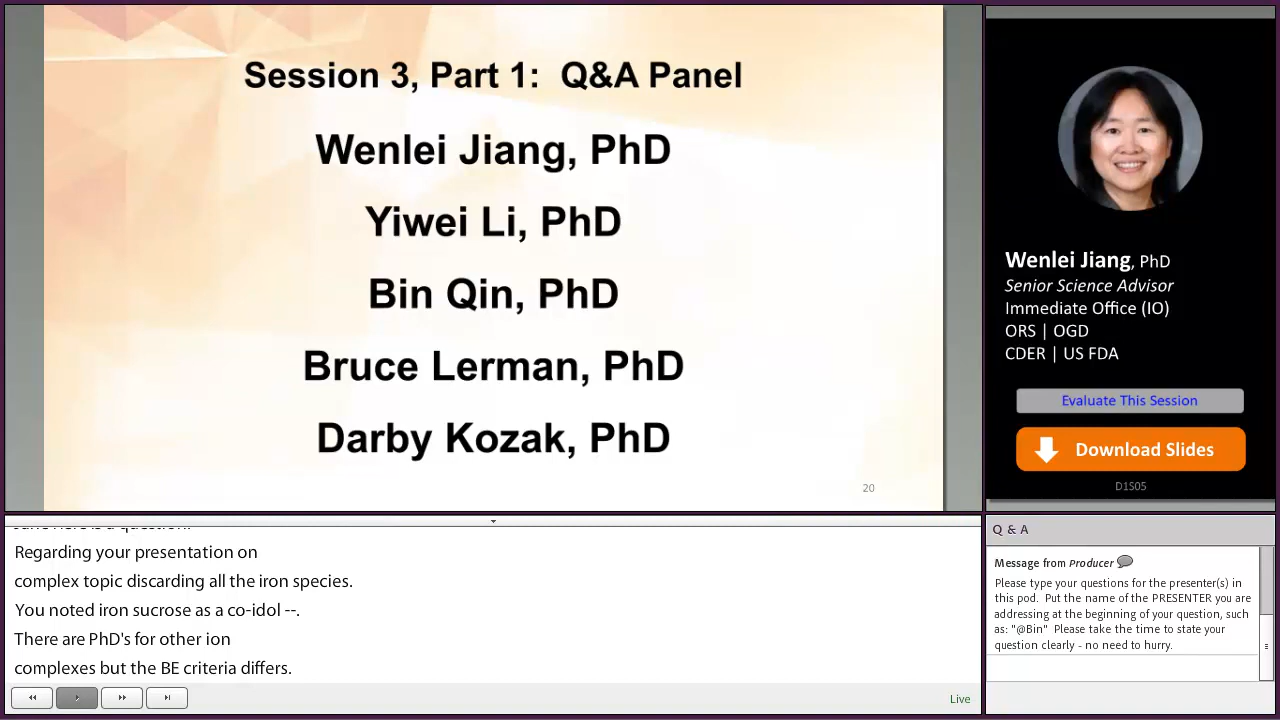 Session 3, Part 1: Q&A Panel
Wenlei Jiang, PhD
Yiwei Li, PhD
Bin Qin, PhD
Bruce Lerman, PhD
Darby Kozak, PhD
20
Wenlei Jiang, PhD
Senior Science Advisor
Immediate Office (IO)
ORS | OGD
CDER | US FDA
Evaluate This Session
Download Slides
D1S05
Regarding your presentation on
complex topic discarding all the iron species.
You noted iron sucrose as a co-idol --.
There are PhD's for other ion
complexes but the BE criteria differs.
Live
Q & A
Message from Producer
Please type your questions for the presenter(s) in
this pod. Put the name of the PRESENTER you are
addressing at the beginning of your question, such
as: "@Bin" Please take the time to state your
question clearly - no need to hurry.